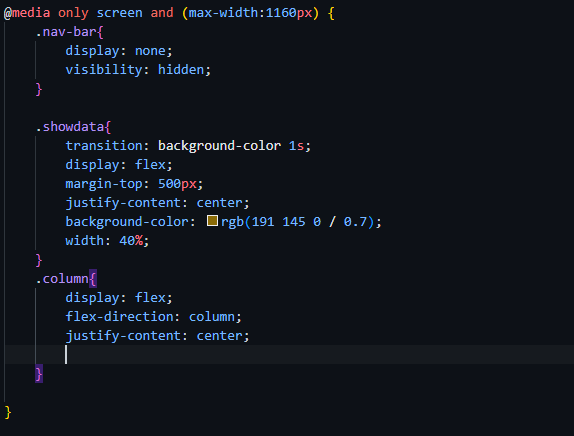 @media only screen and (max-width:1160px) {
    .nav-bar{
        display: none;
        visibility: hidden;
    }

    .showdata{
        transition: background-color 1s;
        display: flex;
        margin-top: 500px;
        justify-content: center;
        background-color: rgb(191 145 0 / 0.7);
        width: 40%;
    }
    .column{
        display: flex;
        flex-direction: column;
        justify-content: center;

    }

}